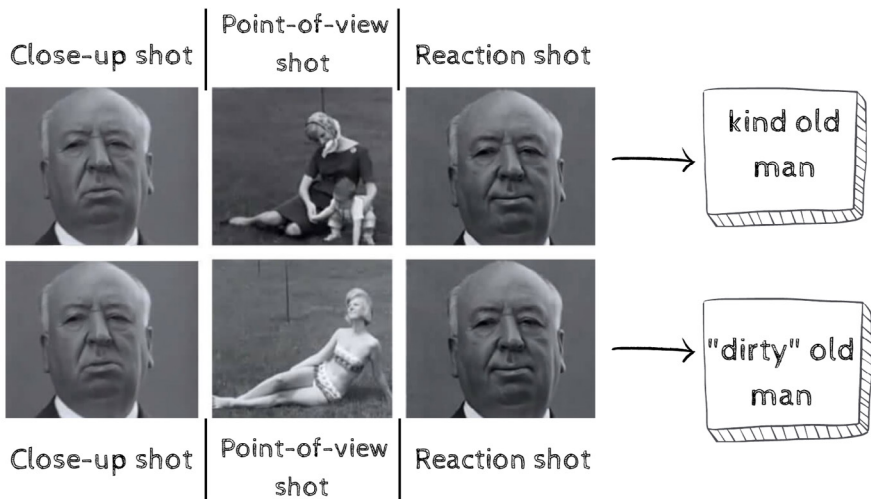 Close-up shot
Point-of-view
shot
Reaction shot
kind old
man
"dirty" old
man
Close-up shot
Point-of-view
shot
Reaction shot